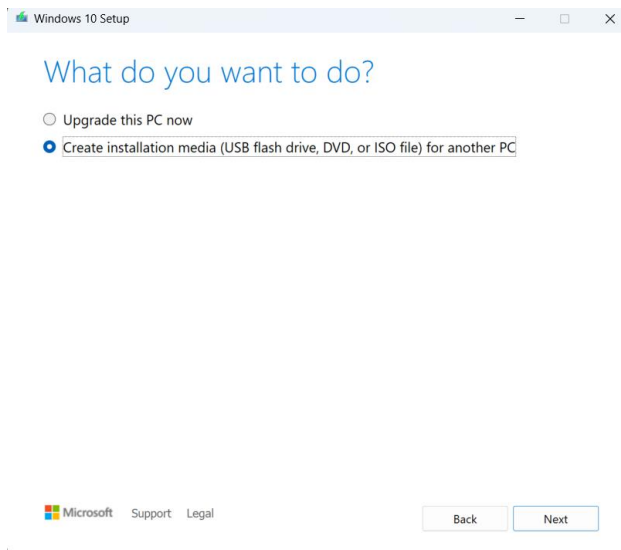 Windows 10 Setup
What do you want to do?
Upgrade this PC now
Create installation media (USB flash drive, DVD, or ISO file) for another PC
Microsoft Support Legal Back Next